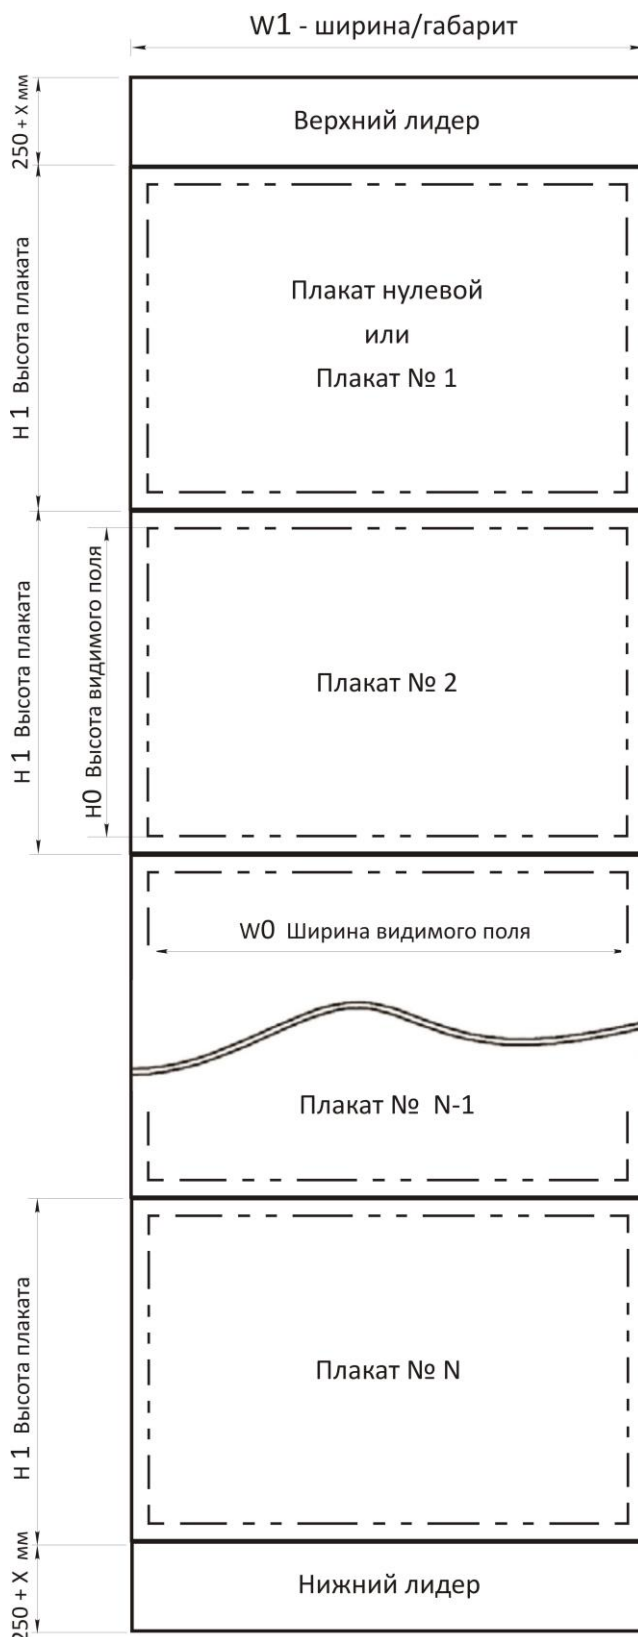 W1 - ширина/габарит
250 + X мм
Верхний лидер
H 1 Высота плаката
Плакат нулевой
или
Плакат № 1
H 1 Высота плаката
H0 Высота видимого поля
Плакат № 2
W0 Ширина видимого поля
Плакат № N-1
H 1 Высота плаката
Плакат № N
250 + X мм
Нижний лидер